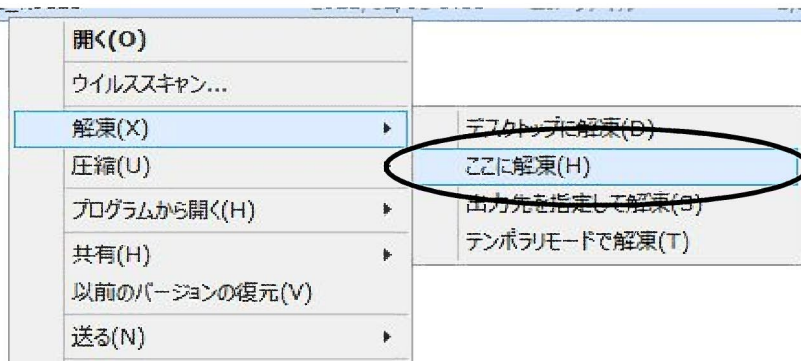 開く(O)
ウイルススキャン...
解凍(X)
圧縮(U)
プログラムから開く(H)
共有(H)
以前のバージョンの復元(V)
送る(N)
デスクトップに解凍(D)
ここに解凍(H)
出力先を指定して解凍(S)
テンポラリモードで解凍(T)